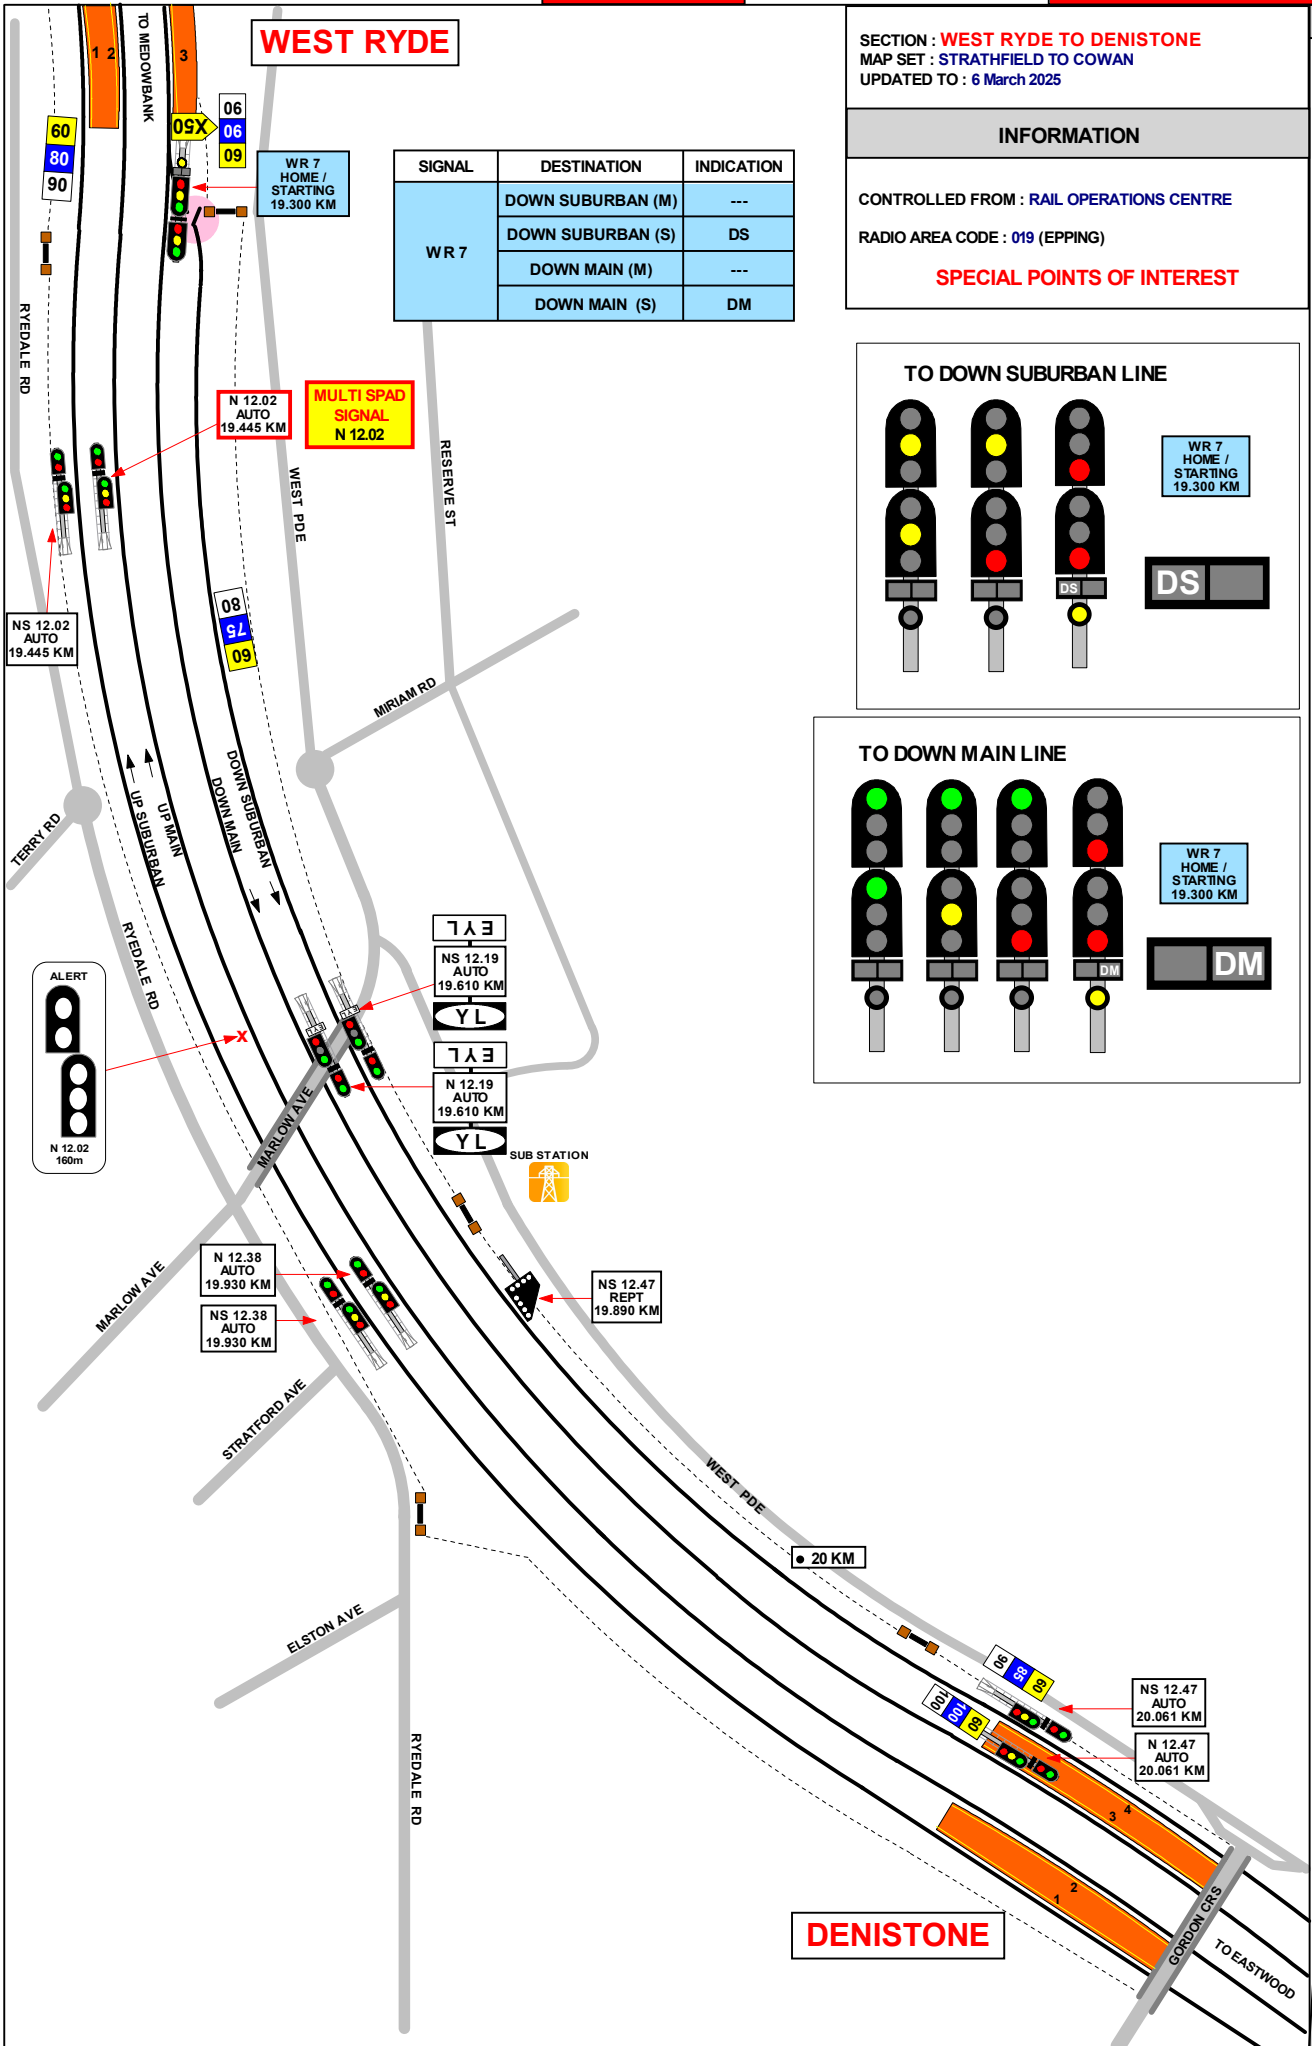 WEST RYDE
SECTION : WEST RYDE TO DENISTONE
MAP SET : STRATHFIELD TO COWAN
UPDATED TO : 6 March 2025
INFORMATION
CONTROLLED FROM : RAIL OPERATIONS CENTRE
RADIO AREA CODE : 019 (EPPING)
SPECIAL POINTS OF INTEREST
1 2
TO MEDOWBANK
3
X50
90
90
60
60
80
90
WR 7
HOME /
STARTING
19.300 KM
SIGNAL DESTINATION INDICATION
WR 7
DOWN SUBURBAN (M) ---
DOWN SUBURBAN (S) DS
DOWN MAIN (M) ---
DOWN MAIN (S) DM
RYEDALE RD
N 12.02
AUTO
19.445 KM
MULTI SPAD
SIGNAL
N 12.02
WEST PDE
RESERVE ST
NS 12.02
AUTO
19.445 KM
80
75
60
MIRIAM RD
TO DOWN SUBURBAN LINE
WR 7
HOME /
STARTING
19.300 KM
DS
DS
TO DOWN MAIN LINE
WR 7
HOME /
STARTING
19.300 KM
DM
DM
TERRY RD
UP SUBURBAN
UP MAIN
DOWN MAIN
DOWN SUBURBAN
RYEDALE RD
ALERT
N 12.02
160m
X
EYL
NS 12.19
AUTO
19.610 KM
YL
EYL
N 12.19
AUTO
19.610 KM
YL
EYL
EYL
MARLOW AVE
SUB STATION
MARLOW AVE
N 12.38
AUTO
19.930 KM
NS 12.38
AUTO
19.930 KM
NS 12.47
REPT
19.890 KM
STRATFORD AVE
WEST PDE
20 KM
ELSTON AVE
RYEDALE RD
90
85
60
100
100
60
NS 12.47
AUTO
20.061 KM
N 12.47
AUTO
20.061 KM
3 4
1 2
DENISTONE
GORDON CRS
TO EASTWOOD